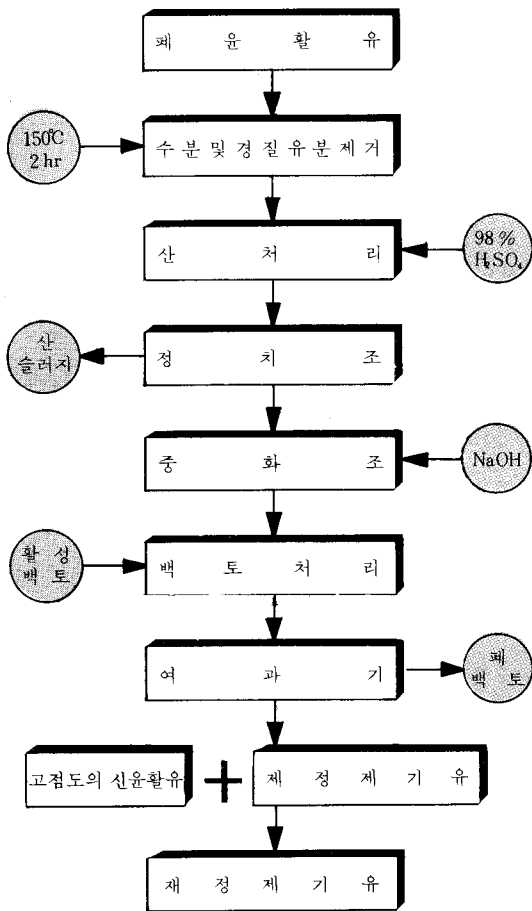 폐 윤 활 유
150℃
2 hr
수 분 및 경 질 유 분 제 거
산 처 리
98 %
H₂SO₄
산
슬러지
정 치 조
중 화 조
NaOH
활 성
백 토
백 토 처 리
여 과 기
폐
백 토
고점도의 신윤활유
+
재 정 제 기 유
재 정 제 기 유